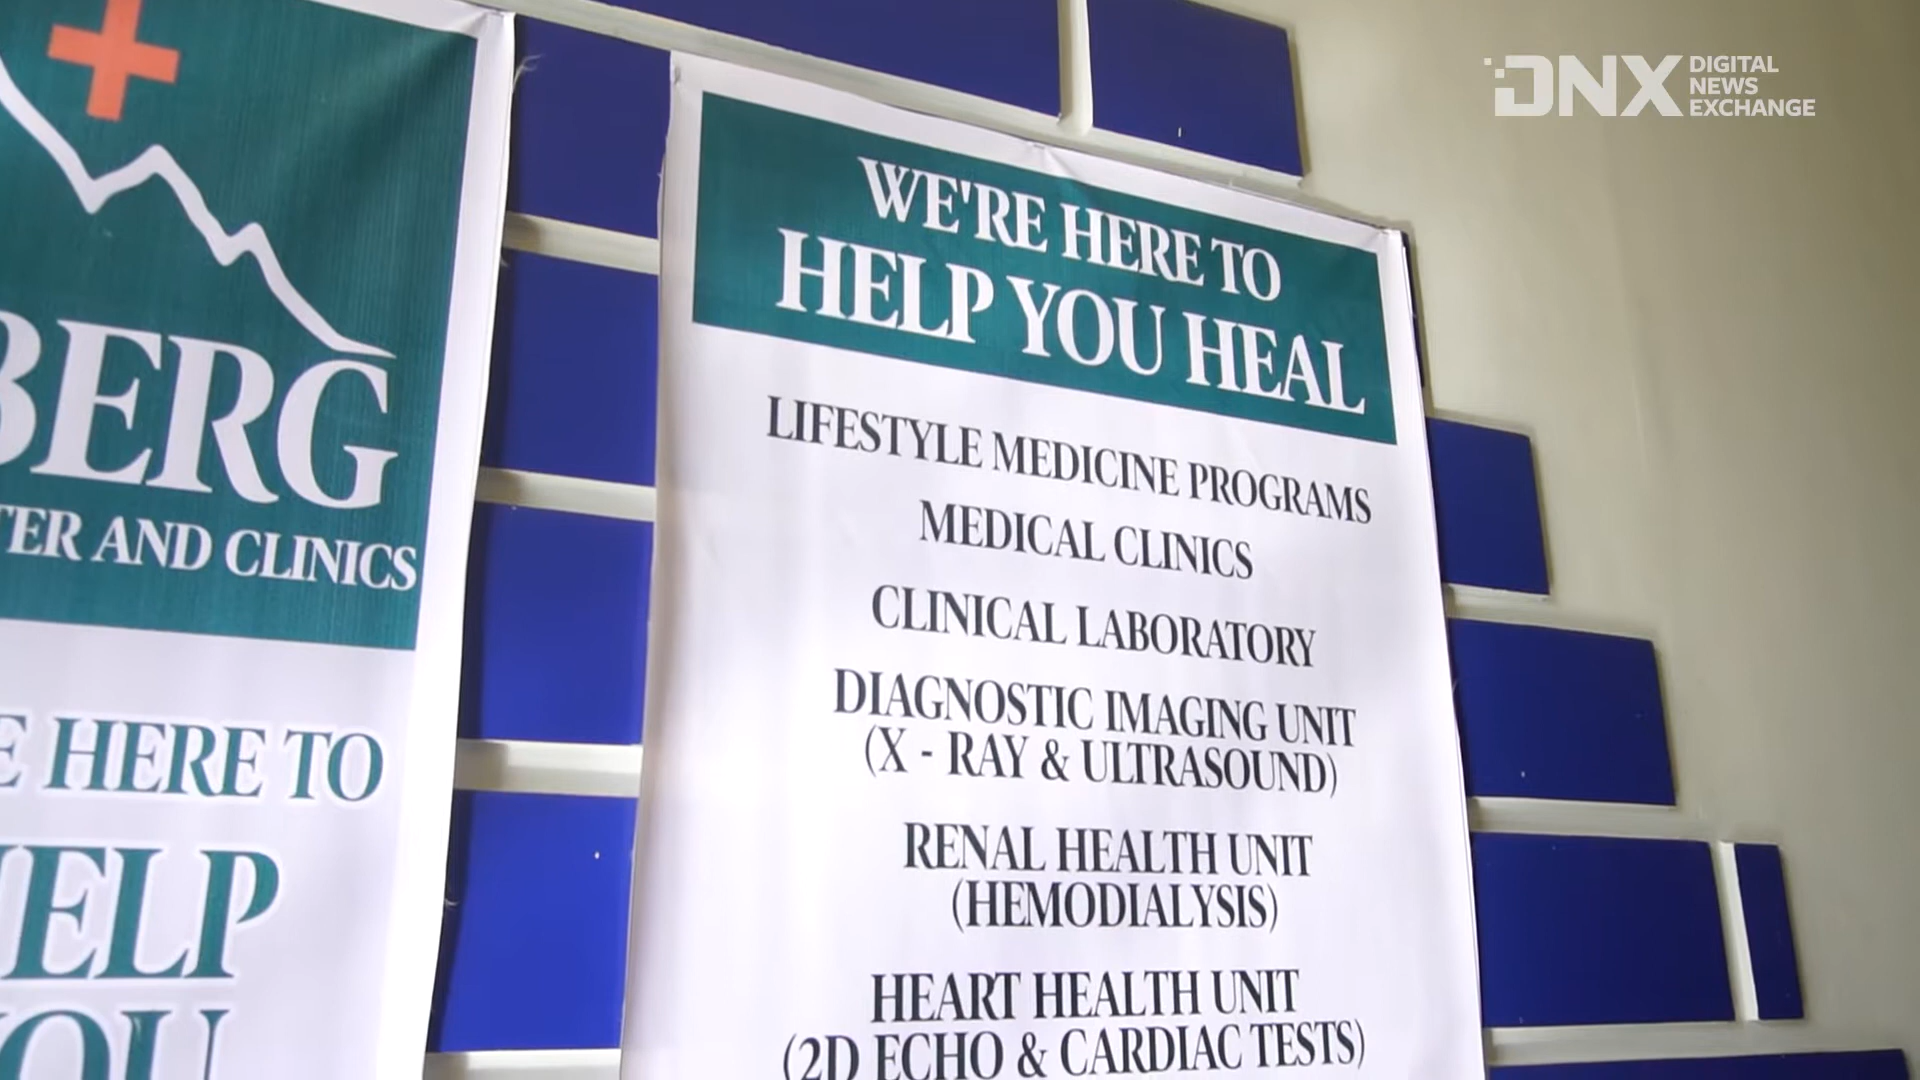 BERG
AND CLINICS
HERE TO
HELP
YOU
WE'RE HERE TO
HELP YOU HEAL
LIFESTYLE MEDICINE PROGRAMS
MEDICAL CLINICS
CLINICAL LABORATORY
DIAGNOSTIC IMAGING UNIT
(X - RAY & ULTRASOUND)
RENAL HEALTH UNIT
(HEMODIALYSIS)
HEART HEALTH UNIT
(2D ECHO & CARDIAC TESTS)
DNX DIGITAL
NEWS
EXCHANGE